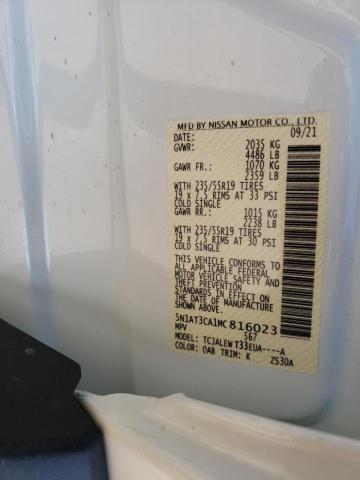 MFD BY NISSAN MOTOR CO., LTD.
DATE: 09/21
GVWR: 2035 KG
4486 LB
GAWR FR.: 1070 KG
2359 LB
WITH 235/55R19 TIRES
19 x 7.5 RIMS AT 33 PSI
COLD SINGLE
GAWR RR.: 1015 KG
2238 LB
WITH 235/55R19 TIRES
19 x 7.5 RIMS AT 30 PSI
COLD SINGLE
THIS VEHICLE CONFORMS TO
ALL APPLICABLE FEDERAL
MOTOR VEHICLE SAFETY AND
THEFT PREVENTION
STANDARDS IN EFFECT ON
THE DATE OF MANUFACTURE
SHOWN ABOVE.
5N1AT3CA1MC816023
MPV 567
MODEL: TCJALEWT33EUA----A
COLOR: QAB TRIM: K ZS30A